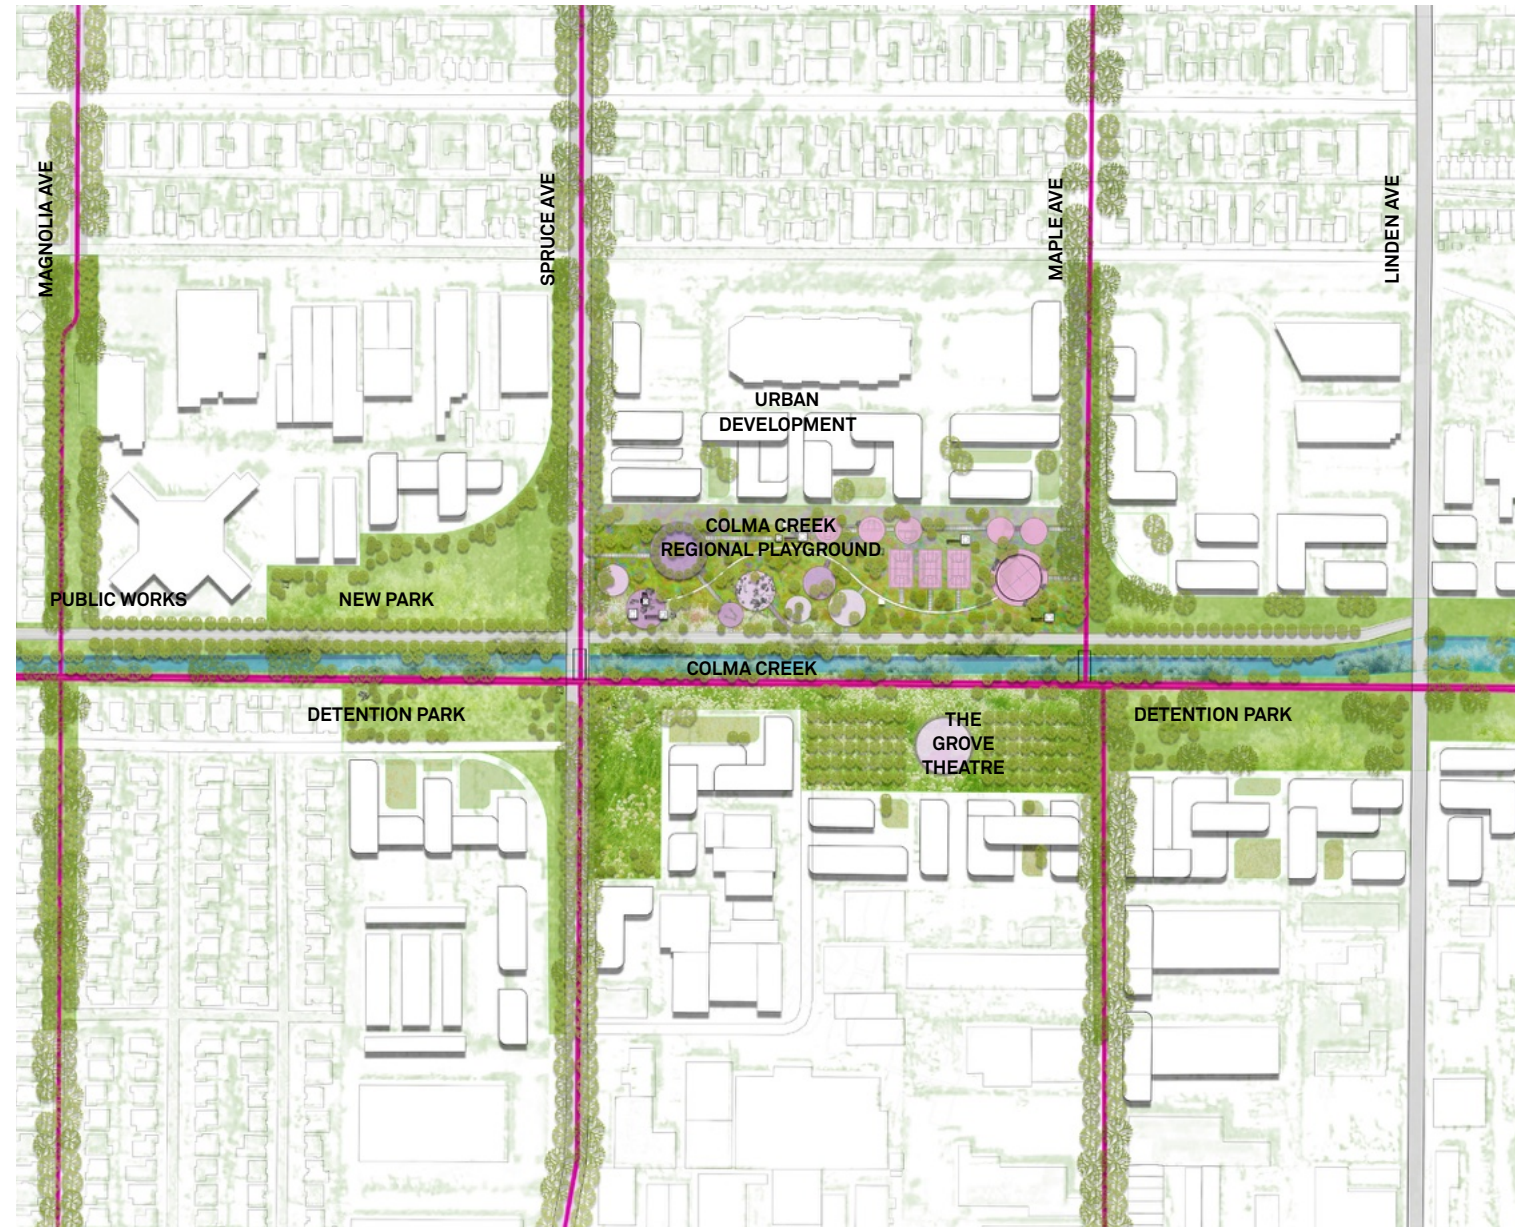 MAGNOLIA AVE
SPRUCE AVE
MAPLE AVE
LINDEN AVE
URBAN
DEVELOPMENT
COLMA CREEK
REGIONAL PLAYGROUND
PUBLIC WORKS
NEW PARK
COLMA CREEK
DETENTION PARK
THE
GROVE
THEATRE
DETENTION PARK